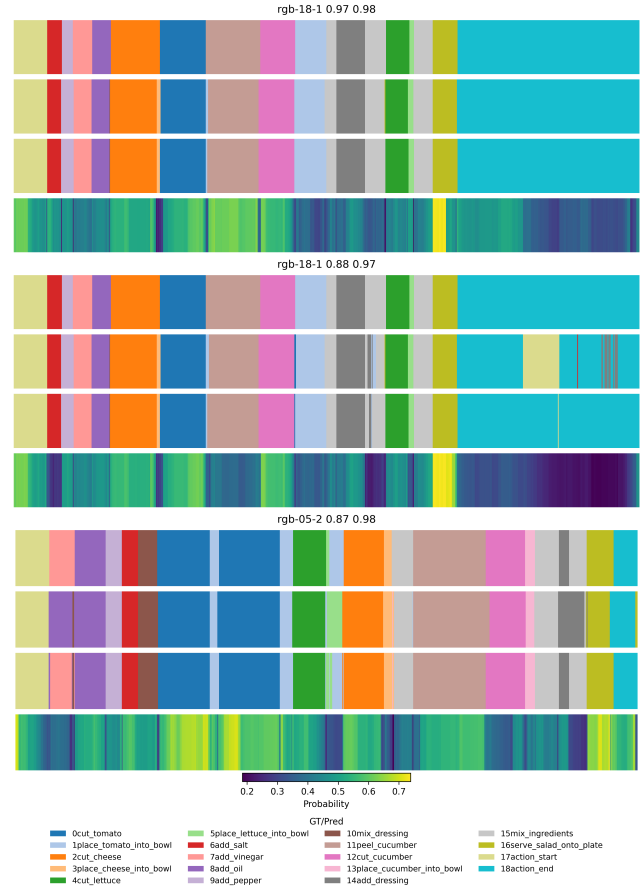 rgb-18-1 0.97 0.98
rgb-18-1 0.88 0.97
rgb-05-2 0.87 0.98
0.2 0.3 0.4 0.5 0.6 0.7
Probability
GT/Pred
0cut_tomato
1place_tomato_into_bowl
2cut_cheese
3place_cheese_into_bowl
4cut_lettuce
5place_lettuce_into_bowl
6add_salt
7add_vinegar
8add_oil
9add_pepper
10mix_dressing
11peel_cucumber
12cut_cucumber
13place_cucumber_into_bowl
14add_dressing
15mix_ingredients
16serve_salad_onto_plate
17action_start
18action_end